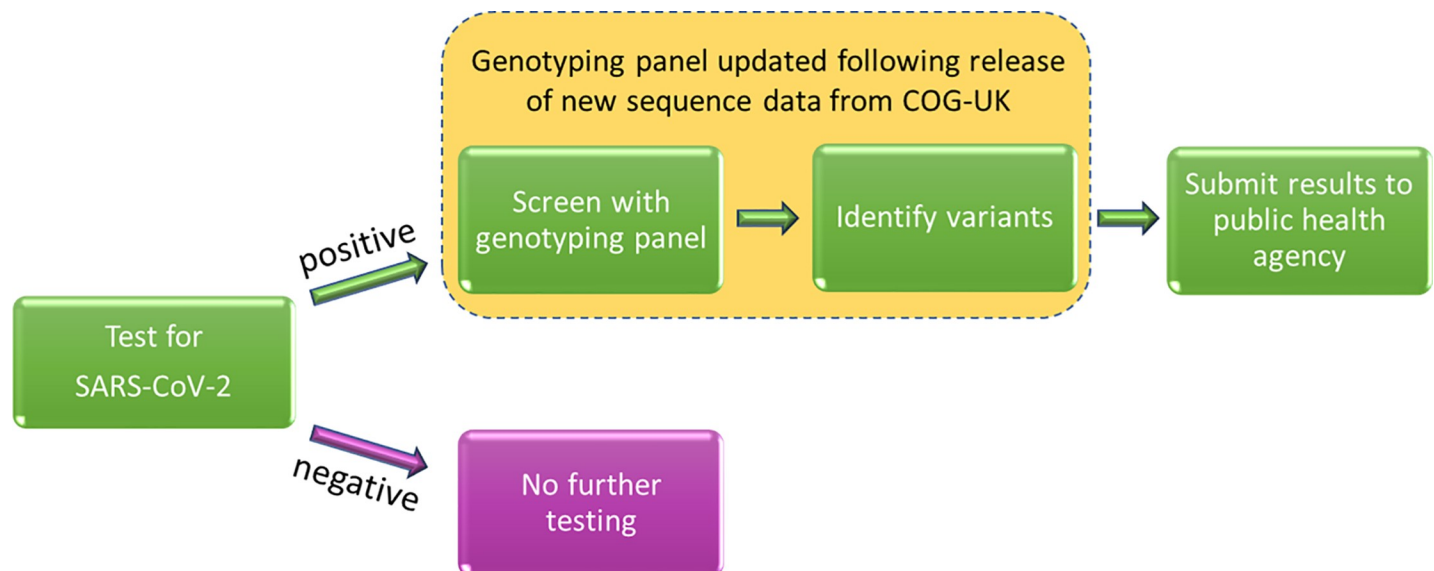 Genotyping panel updated following release
of new sequence data from COG-UK
Test for
SARS-CoV-2
positive
Screen with
genotyping panel
Identify variants
Submit results to
public health
agency
negative
No further
testing